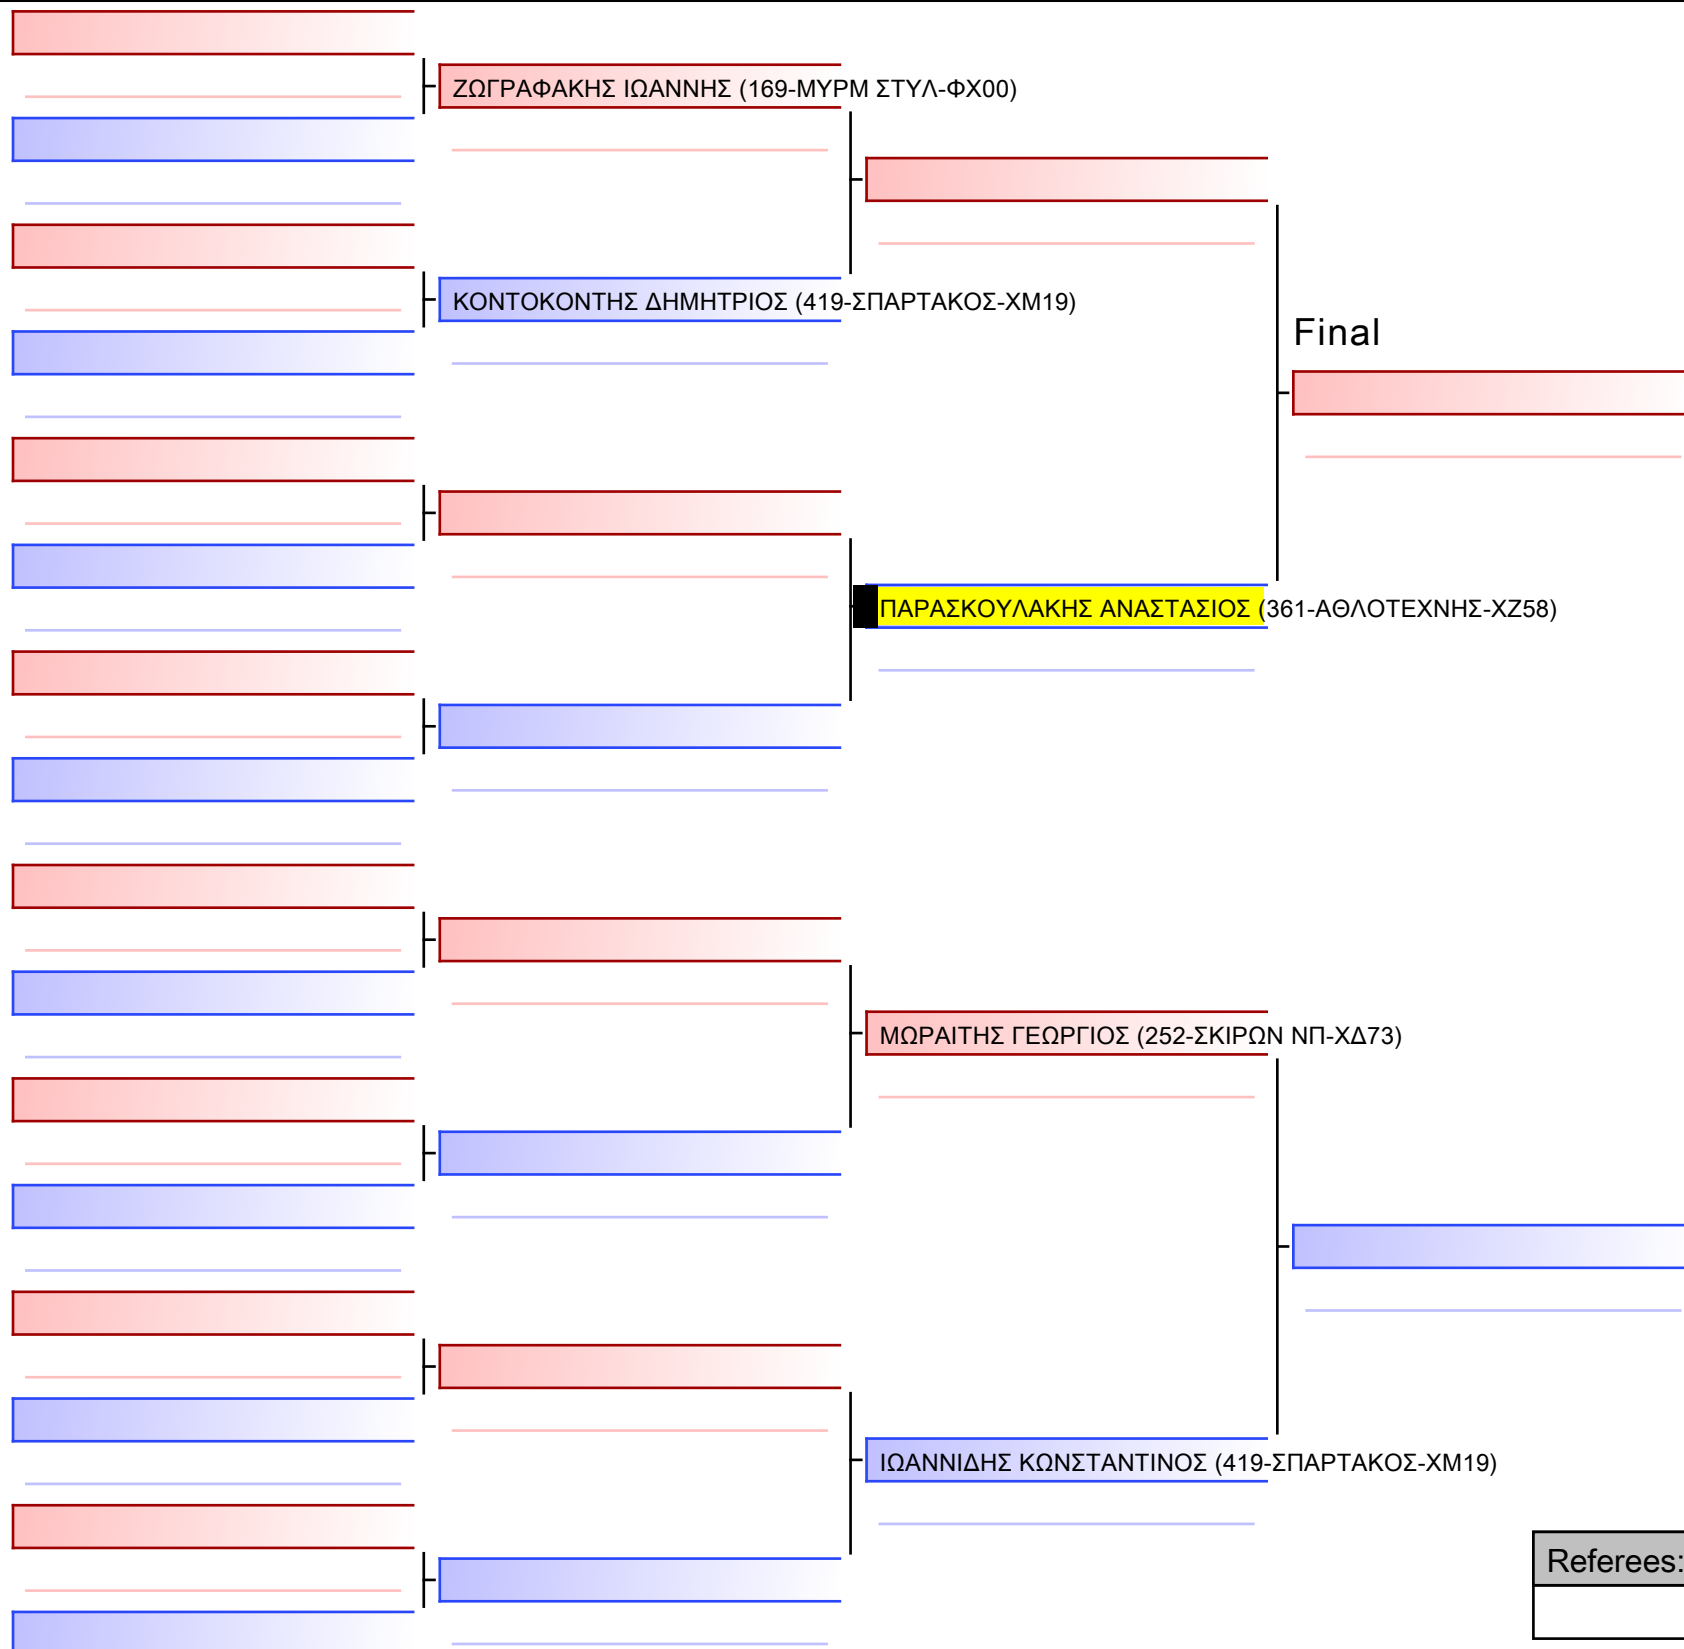 ΖΩΓΡΑΦΑΚΗΣ ΙΩΑΝΝΗΣ (169-ΜΥΡΜ ΣΤΥΛ-ΦΧ00)
ΚΟΝΤΟΚΟΝΤΗΣ ΔΗΜΗΤΡΙΟΣ (419-ΣΠΑΡΤΑΚΟΣ-ΧΜ19)
Final
ΠΑΡΑΣΚΟΥΛΑΚΗΣ ΑΝΑΣΤΑΣΙΟΣ (361-ΑΘΛΟΤΕΧΝΗΣ-ΧΖ58)
ΜΩΡΑΙΤΗΣ ΓΕΩΡΓΙΟΣ (252-ΣΚΙΡΩΝ ΝΠ-ΧΔ73)
ΙΩΑΝΝΙΔΗΣ ΚΩΝΣΤΑΝΤΙΝΟΣ (419-ΣΠΑΡΤΑΚΟΣ-ΧΜ19)
Referees: